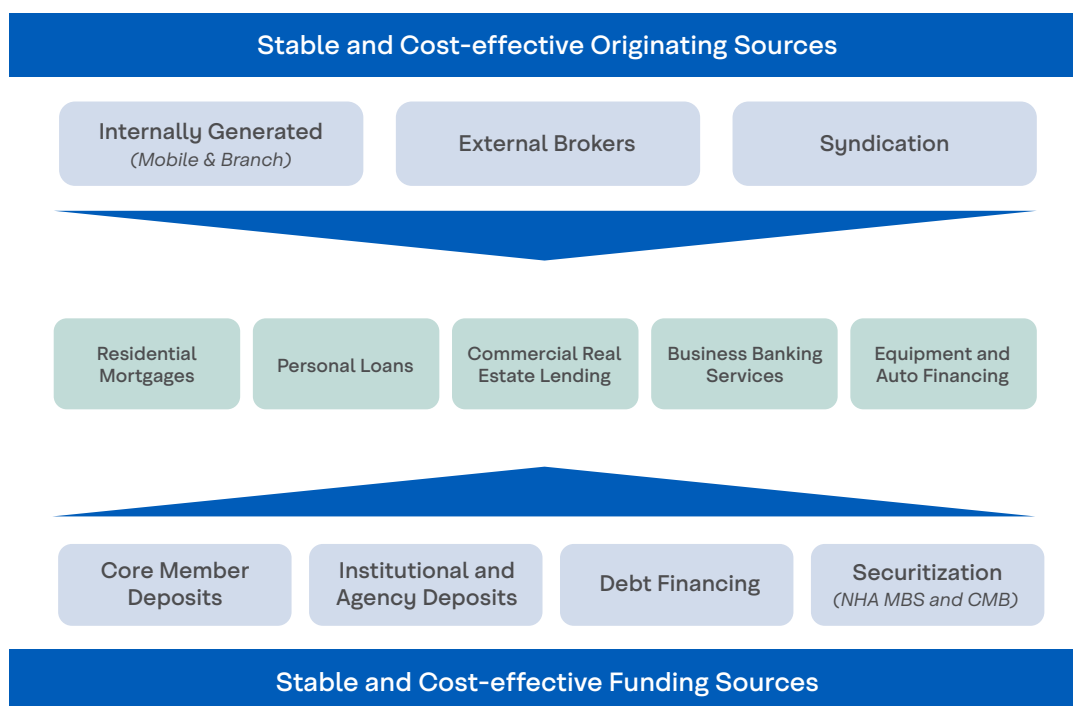 Stable and Cost-effective Originating Sources
Internally Generated
(Mobile & Branch)
External Brokers
Syndication
Residential
Mortgages
Personal Loans
Commercial Real
Estate Lending
Business Banking
Services
Equipment and
Auto Financing
Core Member
Deposits
Institutional and
Agency Deposits
Debt Financing
Securitization
(NHA MBS and CMB)
Stable and Cost-effective Funding Sources